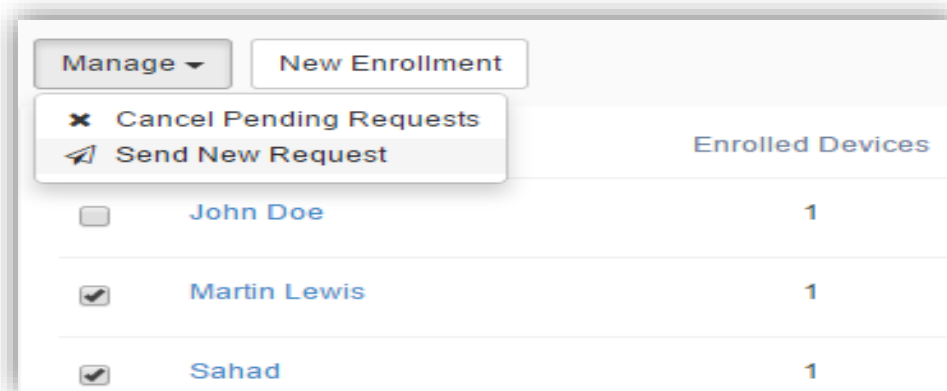 Manage New Enrollment
Cancel Pending Requests
Send New Request
Enrolled Devices
John Doe 1
Martin Lewis 1
Sahad 1